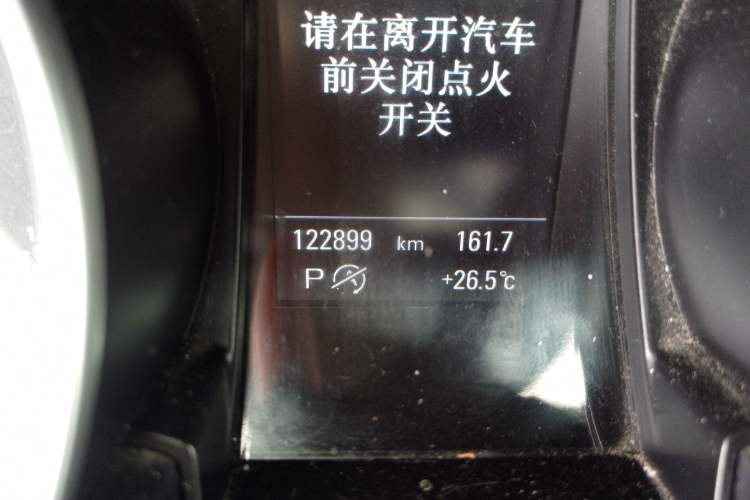 请在离开汽车
前关闭点火
开关
122899 km 161.7
P +26.5°C